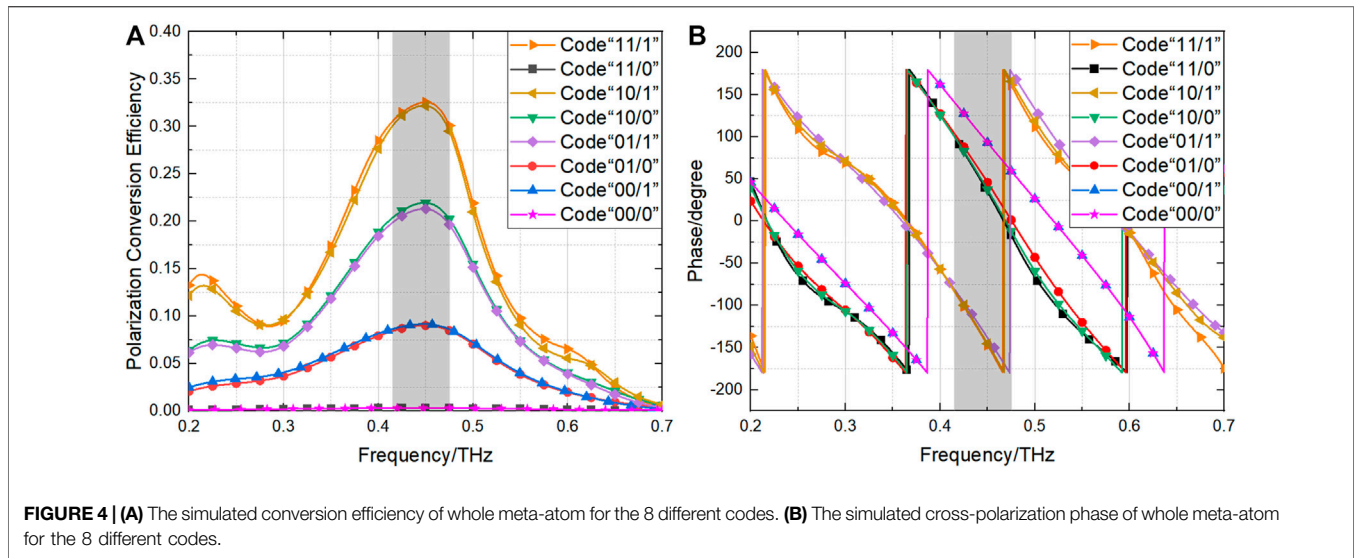 A
Polarization Conversion Efficiency
0.40
0.35
0.30
0.25
0.20
0.15
0.10
0.05
0.00
0.2
0.3
0.4
0.5
0.6
0.7
Frequency/THz
Code“11/1”
Code“11/0”
Code“10/1”
Code“10/0”
Code“01/1”
Code“01/0”
Code“00/1”
Code“00/0”
B
Phase/degree
200
150
100
50
0
-50
-100
-150
-200
0.2
0.3
0.4
0.5
0.6
0.7
Frequency/THz
Code“11/1”
Code“11/0”
Code“10/1”
Code“10/0”
Code“01/1”
Code“01/0”
Code“00/1”
Code“00/0”
FIGURE 4 | (A) The simulated conversion efficiency of whole meta-atom for the 8 different codes. (B) The simulated cross-polarization phase of whole meta-atom
for the 8 different codes.